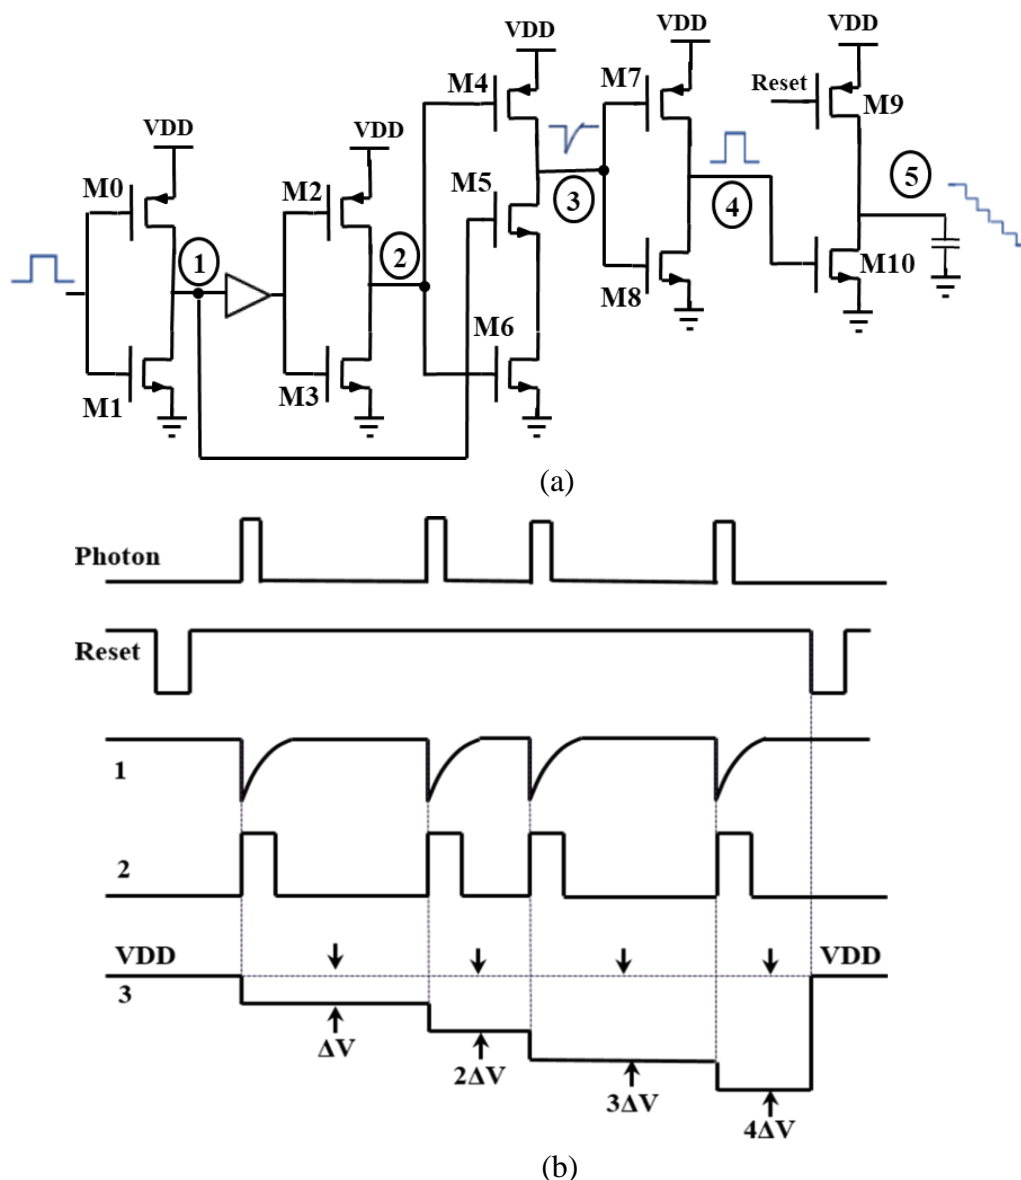 VDD
VDD
VDD
M4
M7
Reset
M9
VDD
VDD
M0
M2
M5
3
4
5
1
2
M10
M6
M8
M1
M3
(a)
Photon
Reset
1
2
VDD
VDD
3
ΔV
2ΔV
3ΔV
4ΔV
(b)